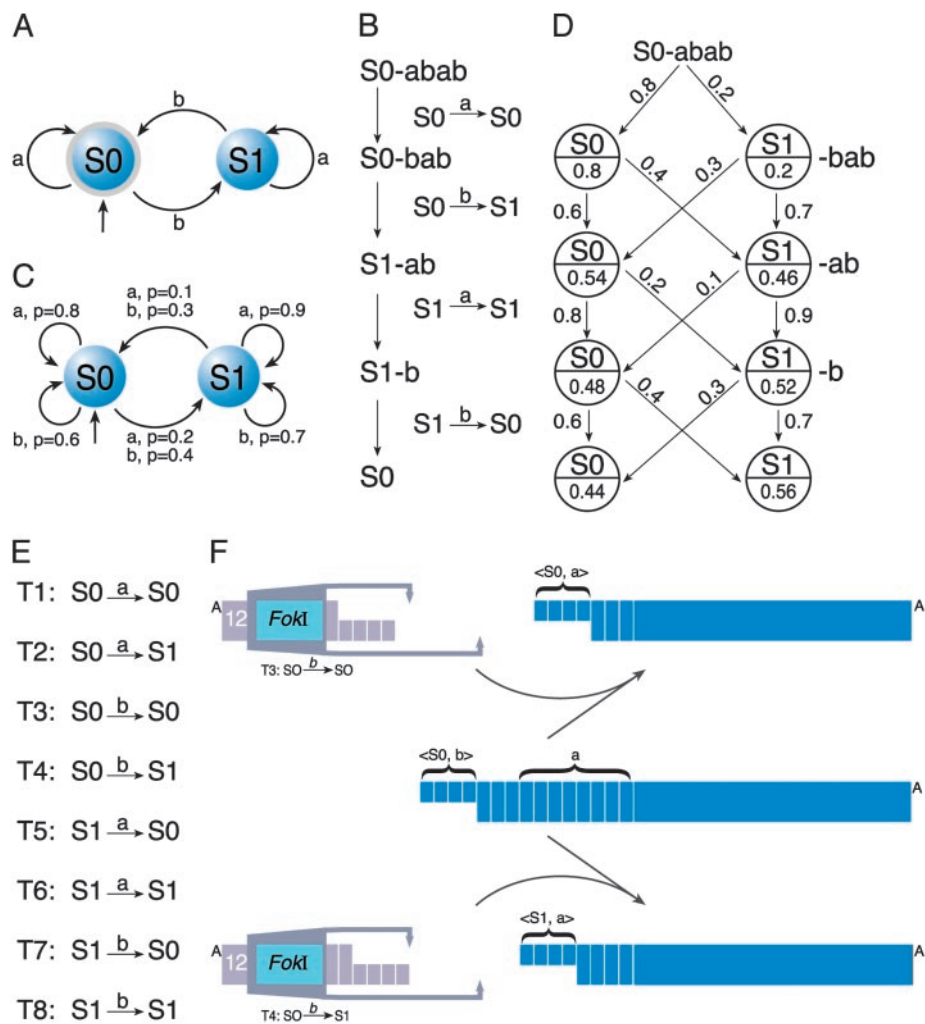 A
b
a
S0
S1
a
b
B
S0-abab
S0 a→ S0
S0-bab
S0 b→ S1
S1-ab
S1 a→ S1
S1-b
S1 b→ S0
S0
C
a, p=0.1
b, p=0.3
a, p=0.8
a, p=0.9
S0
S1
b, p=0.6
a, p=0.2
b, p=0.4
b, p=0.7
D
S0-abab
0.8
0.2
S0
0.8
S1
0.2
-bab
0.4
0.3
0.6
0.7
S0
0.54
S1
0.46
-ab
0.2
0.1
0.8
0.9
S0
0.48
S1
0.52
-b
0.4
0.3
0.6
0.7
S0
0.44
S1
0.56
E
T1: S0 a→ S0
T2: S0 a→ S1
T3: S0 b→ S0
T4: S0 b→ S1
T5: S1 a→ S0
T6: S1 a→ S1
T7: S1 b→ S0
T8: S1 b→ S1
F
A
12
FokI
T3: SO b→ SO
<S0, a>
A
<S0, b>
a
A
A
12
FokI
T4: SO b→ S1
<S1, a>
A